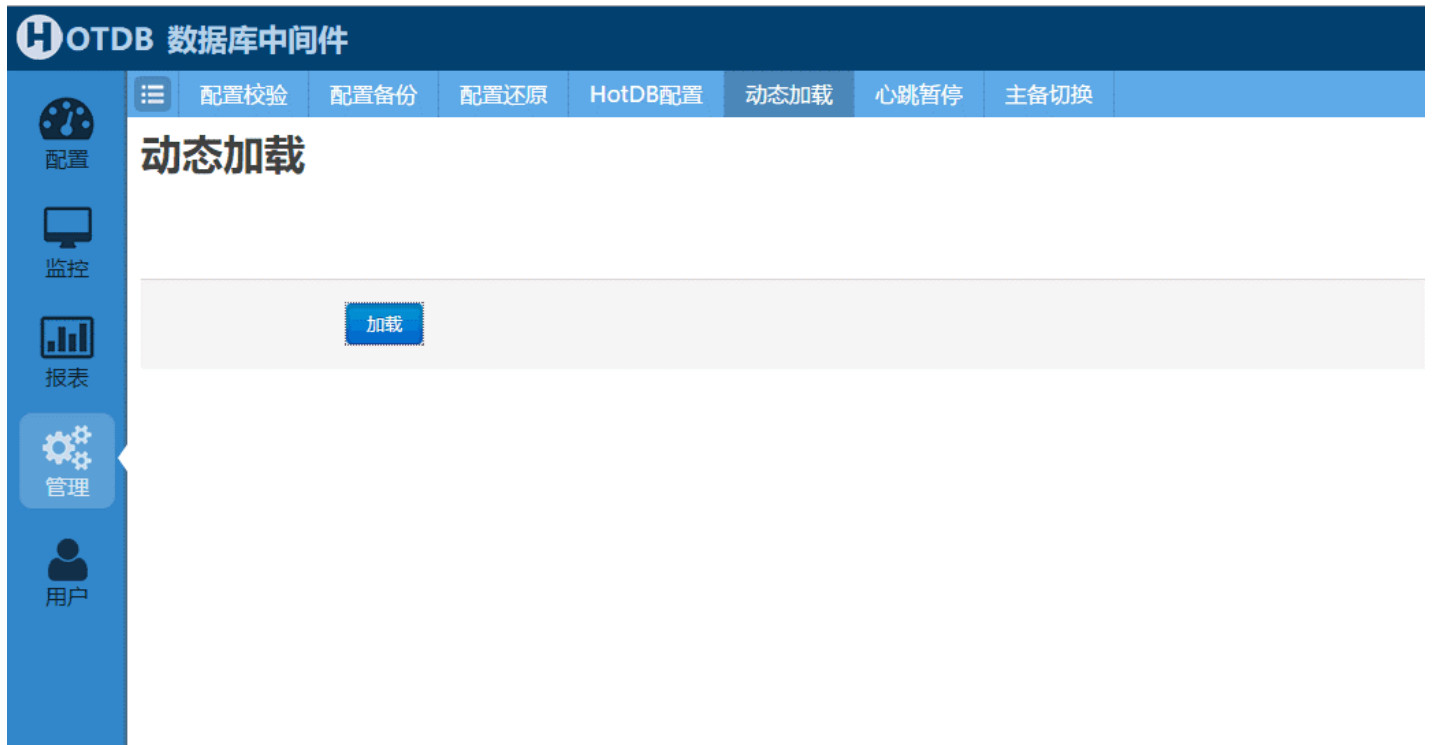 HOTDB 数据库中间件
配置校验 配置备份 配置还原 HotDB配置 动态加载 心跳暂停 主备切换
配置
动态加载
监控
加载
报表
管理
用户